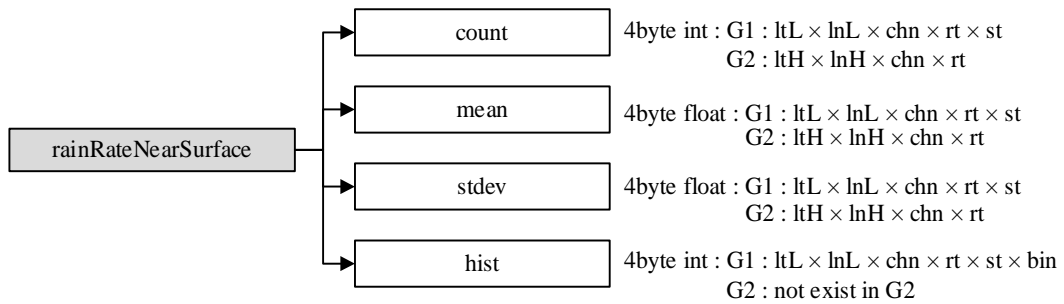 count
4byte int : G1 : ltL × lnL × chn × rt × st
G2 : ltH × lnH × chn × rt
mean
4byte float : G1 : ltL × lnL × chn × rt × st
G2 : ltH × lnH × chn × rt
rainRateNearSurface
stdev
4byte float : G1 : ltL × lnL × chn × rt × st
G2 : ltH × lnH × chn × rt
hist
4byte int : G1 : ltL × lnL × chn × rt × st × bin
G2 : not exist in G2